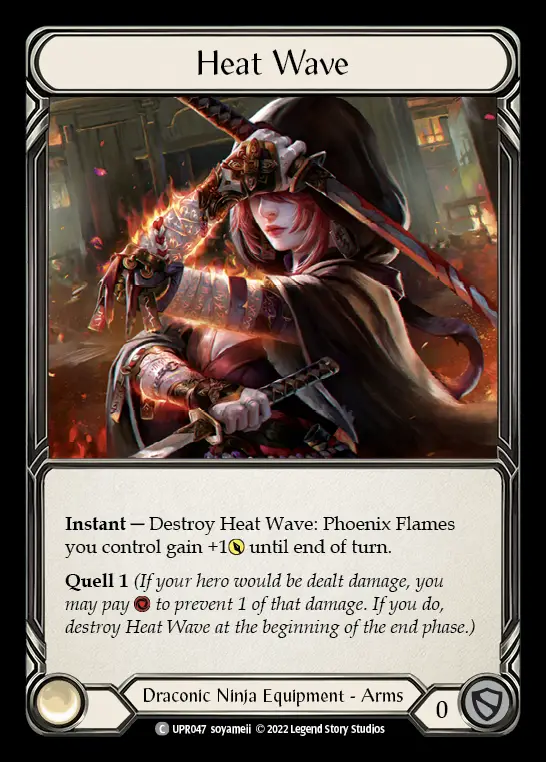 Heat Wave
Instant — Destroy Heat Wave: Phoenix Flames
you control gain +1 until end of turn.
Quell 1 (If your hero would be dealt damage, you
may pay to prevent 1 of that damage. If you do,
destroy Heat Wave at the beginning of the end phase.)
Draconic Ninja Equipment - Arms
0
C UPR047 soyameii © 2022 Legend Story Studios